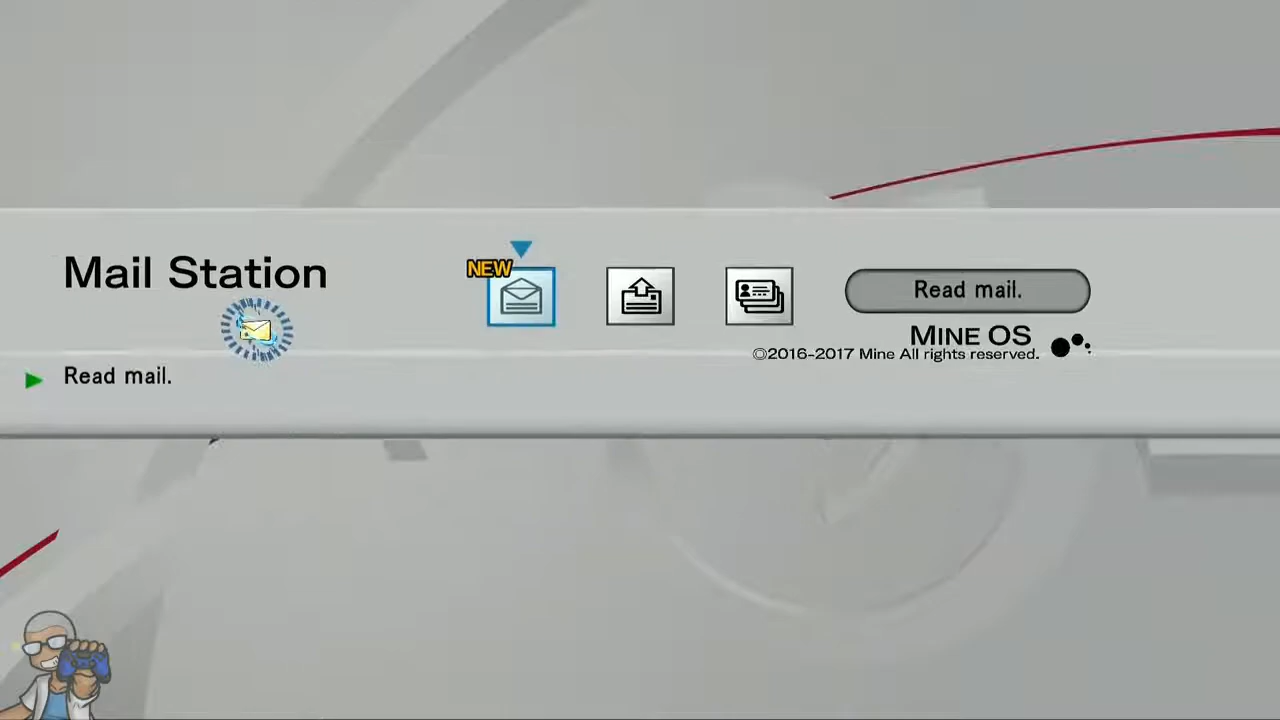 Mail Station
NEW
Read mail.
MINE OS
©2016-2017 Mine All rights reserved.
Read mail.